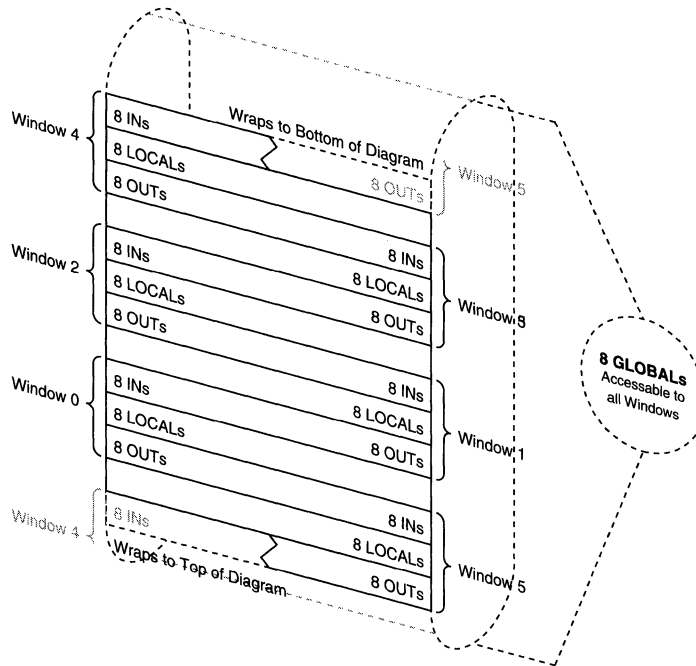 Wraps to Bottom of Diagram
Window 4
8 INs
8 LOCALs
8 OUTs
8 OUTs
Window 5
Window 2
8 INs
8 LOCALs
8 OUTs
8 INs
8 LOCALs
8 OUTs
Window 3
Window 0
8 INs
8 LOCALs
8 OUTs
8 INs
8 LOCALs
8 OUTs
Window 1
Window 4
8 INs
8 INs
8 LOCALs
8 OUTs
Window 5
Wraps to Top of Diagram
8 GLOBALs
Accessable to
all Windows